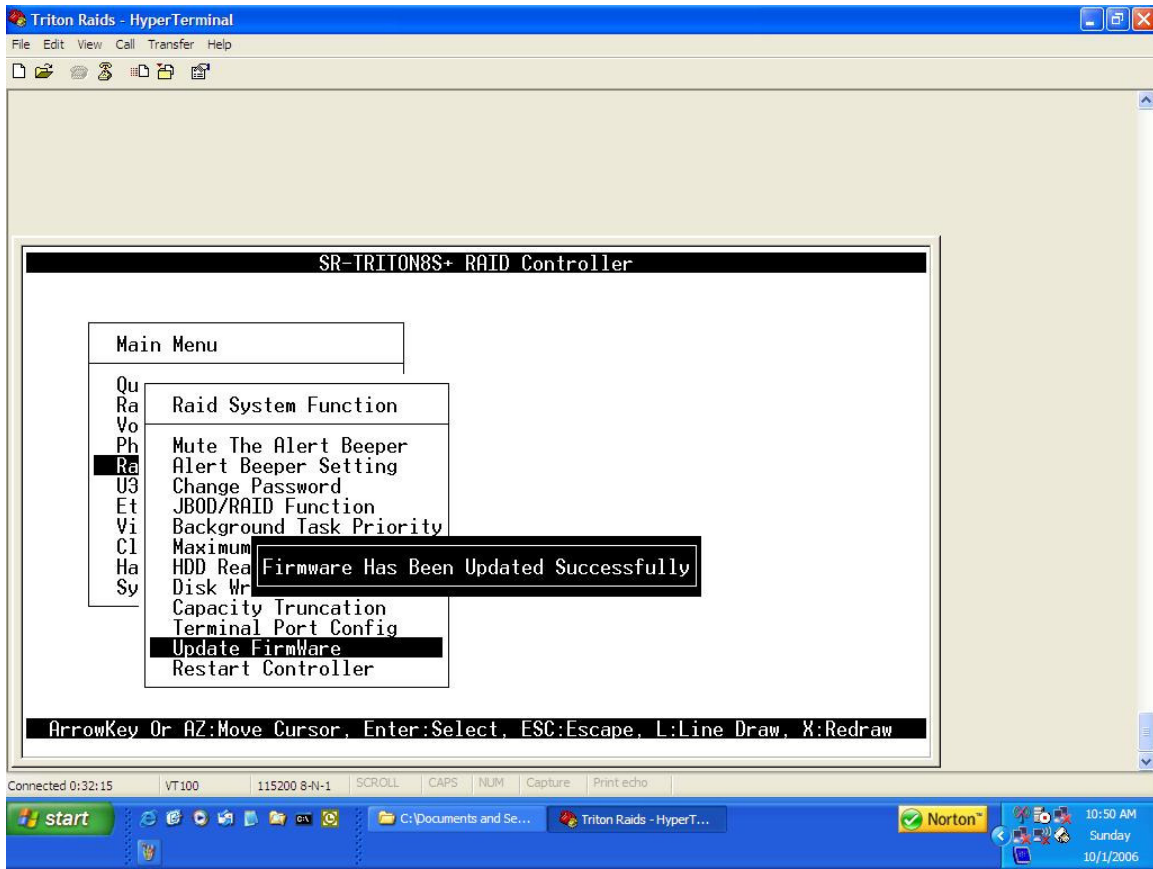 Triton Raids - HyperTerminal
File Edit View Call Transfer Help
SR-TRITON8S+ RAID Controller
Main Menu
Qu
Ra
Raid System Function
Vo
Ph
Mute The Alert Beeper
Ra
Alert Beeper Setting
U3
Change Password
Et
JBOD/RAID Function
Vi
Background Task Priority
Cl
Maximum
Ha
HDD Rea
Firmware Has Been Updated Successfully
Sy
Disk Wr
Capacity Truncation
Terminal Port Config
Update FirmWare
Restart Controller
ArrowKey Or AZ:Move Cursor, Enter:Select, ESC:Escape, L:Line Draw, X:Redraw
Connected 0:32:15 VT100 115200 8-N-1 SCROLL CAPS NUM Capture Print echo
start C:\Documents and Se... Triton Raids - HyperT... Norton™ 10:50 AM
Sunday
10/1/2006